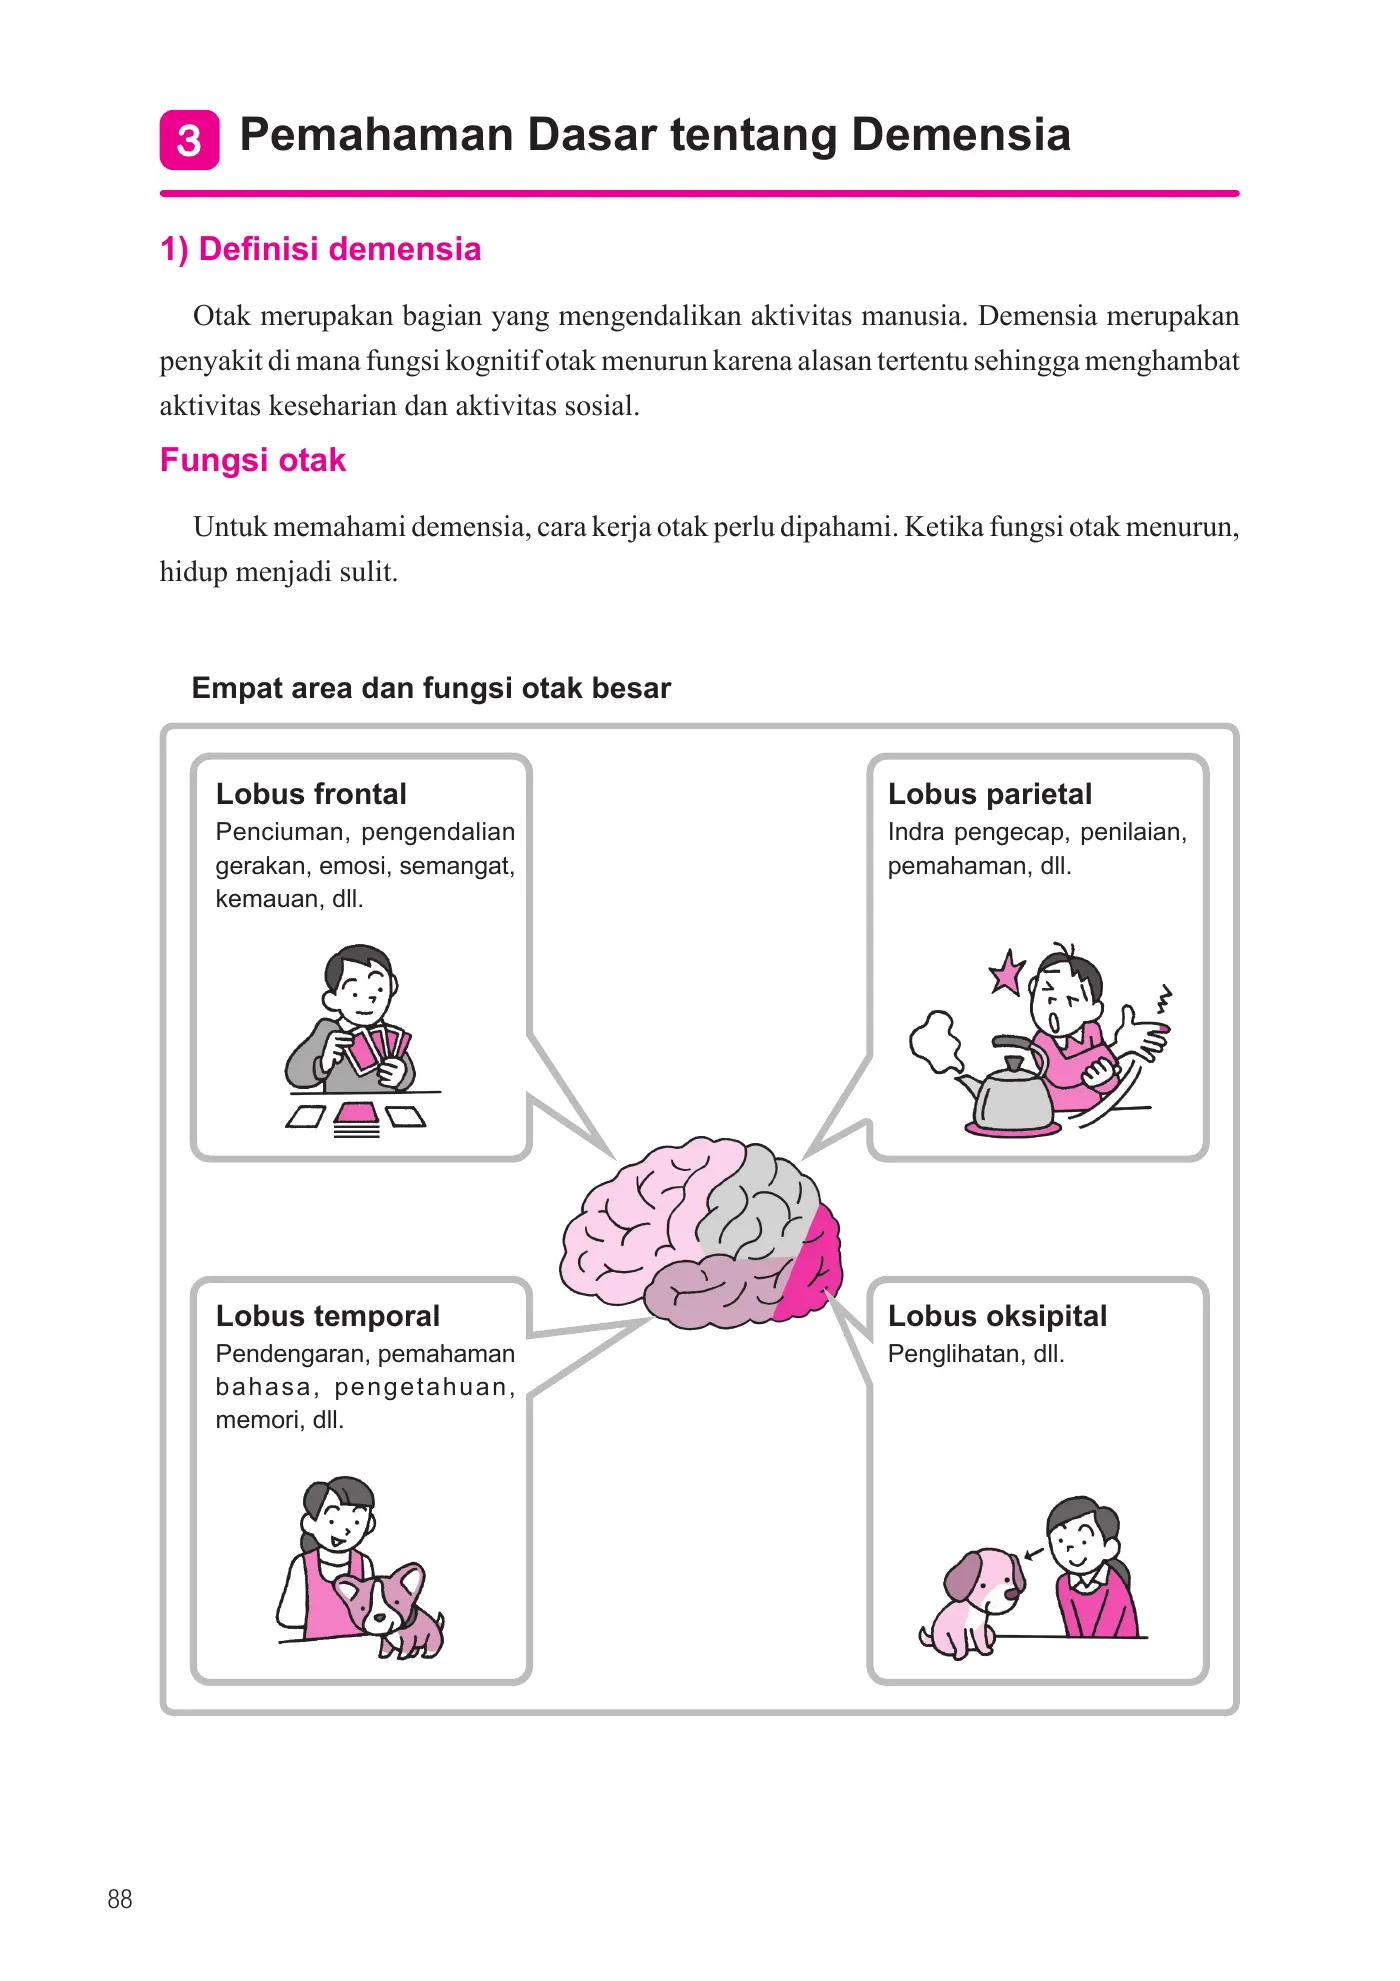 3 Pemahaman Dasar tentang Demensia
1) Definisi demensia
Otak merupakan bagian yang mengendalikan aktivitas manusia. Demensia merupakan
penyakit di mana fungsi kognitif otak menurun karena alasan tertentu sehingga menghambat
aktivitas keseharian dan aktivitas sosial.
Fungsi otak
Untuk memahami demensia, cara kerja otak perlu dipahami. Ketika fungsi otak menurun,
hidup menjadi sulit.
Empat area dan fungsi otak besar
Lobus frontal
Penciuman, pengendalian
gerakan, emosi, semangat,
kemauan, dll.
Lobus parietal
Indra pengecap, penilaian,
pemahaman, dll.
Lobus temporal
Pendengaran, pemahaman
bahasa, pengetahuan,
memori, dll.
Lobus oksipital
Penglihatan, dll.
88